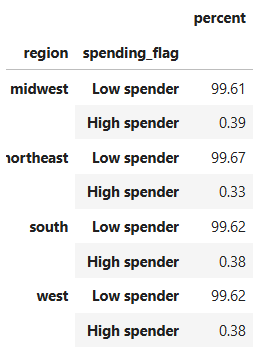 percent
region spending_flag
midwest Low spender 99.61
High spender 0.39
northeast Low spender 99.67
High spender 0.33
south Low spender 99.62
High spender 0.38
west Low spender 99.62
High spender 0.38